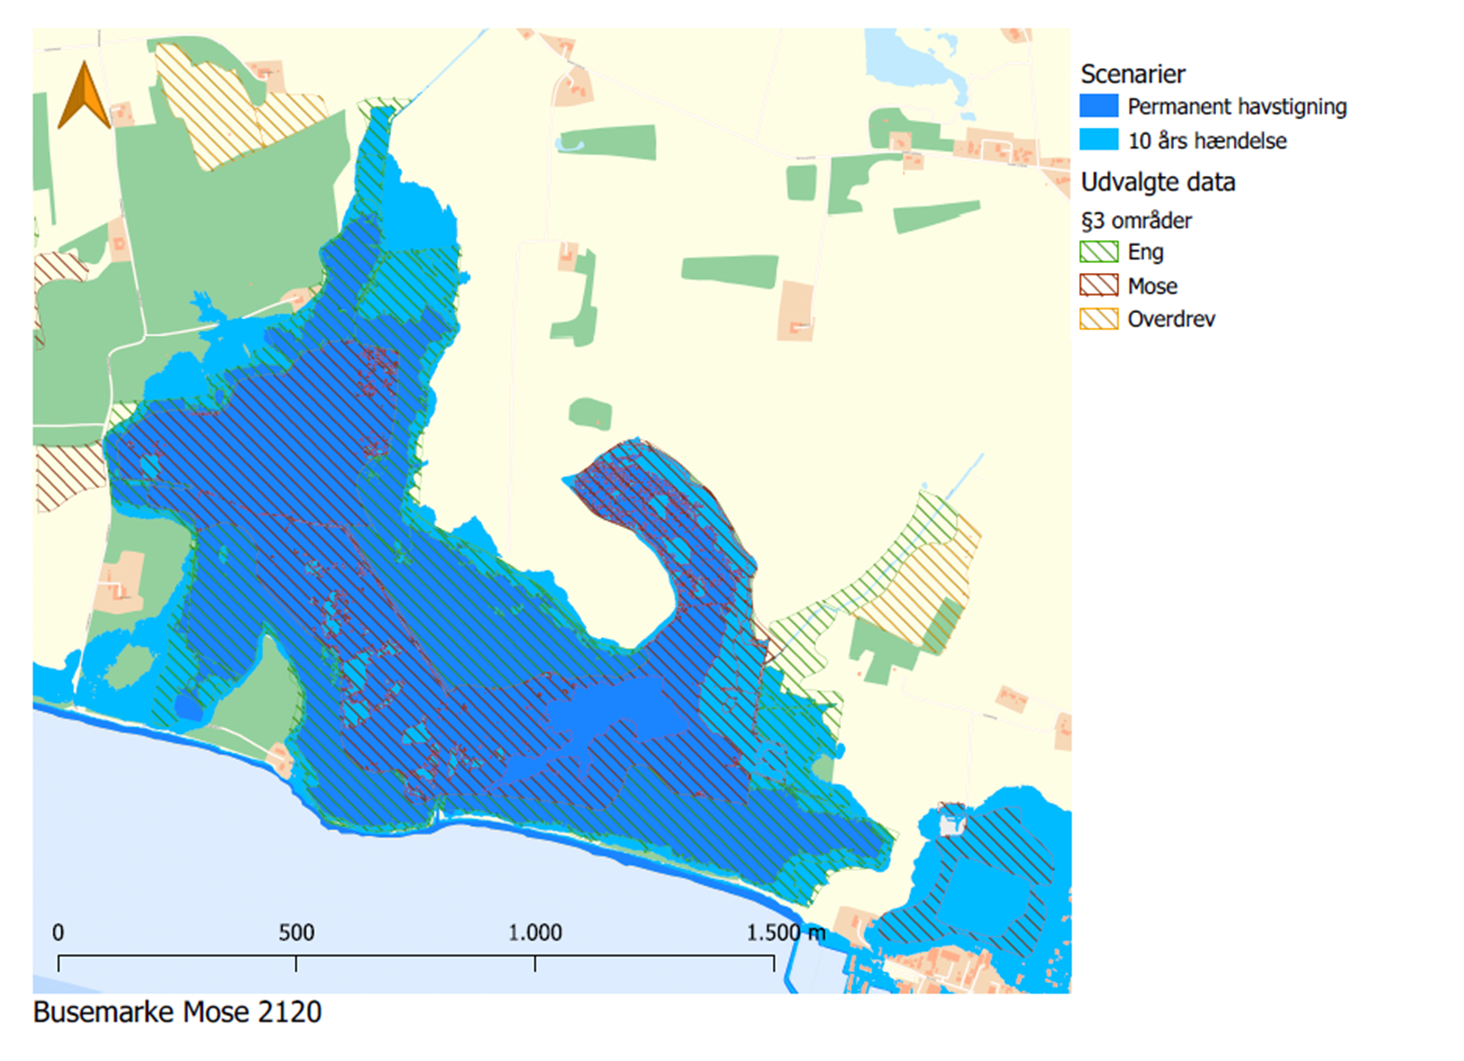 Scenarier
Permanent havstigning
10 års hændelse
Udvalgte data
§3 områder
Eng
Mose
Overdrev
0 500 1.000 1.500 m
Busemarke Mose 2120